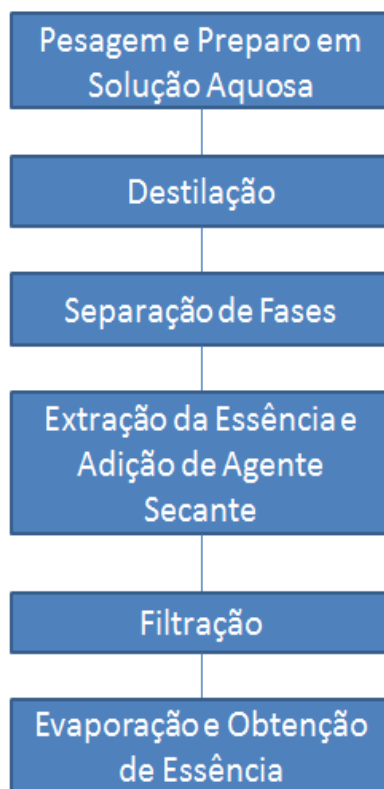 Pesagem e Preparo em
Solução Aquosa
Destilação
Separação de Fases
Extração da Essência e
Adição de Agente
Secante
Filtração
Evaporação e Obtenção
de Essência